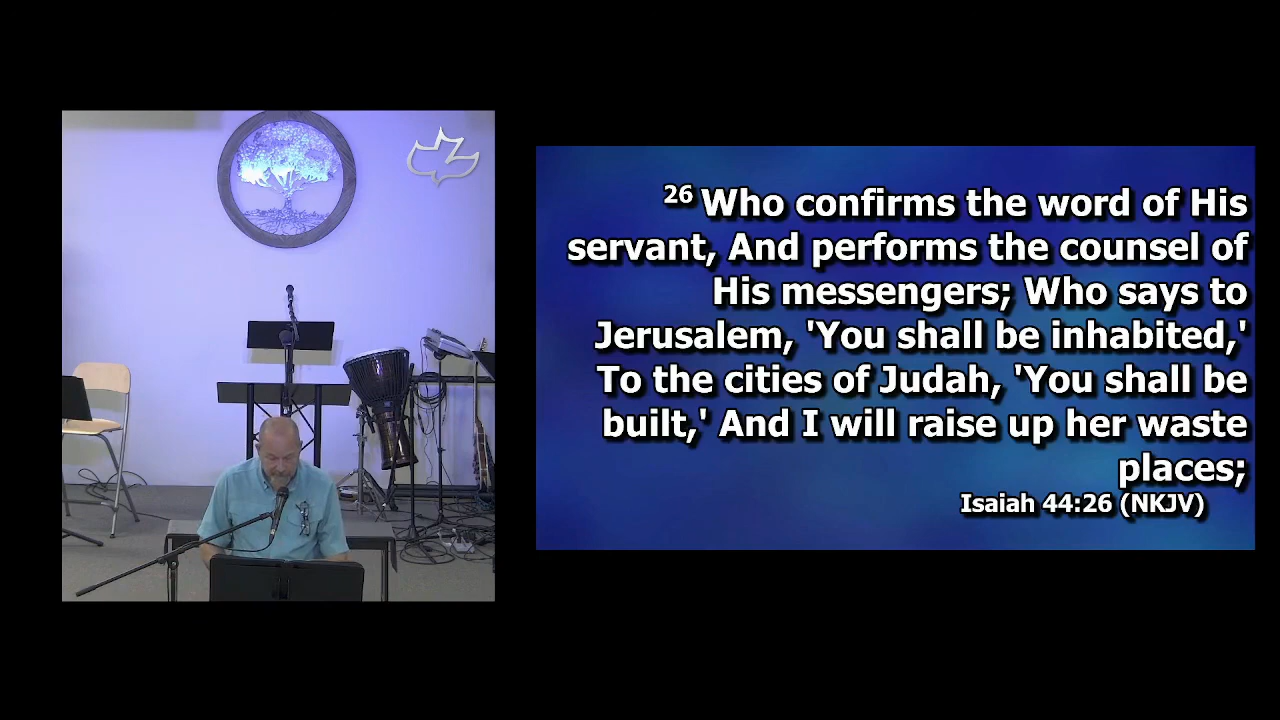 26 Who confirms the word of His
servant, And performs the counsel of
His messengers; Who says to
Jerusalem, 'You shall be inhabited,'
To the cities of Judah, 'You shall be
built,' And I will raise up her waste
places;
Isaiah 44:26 (NKJV)